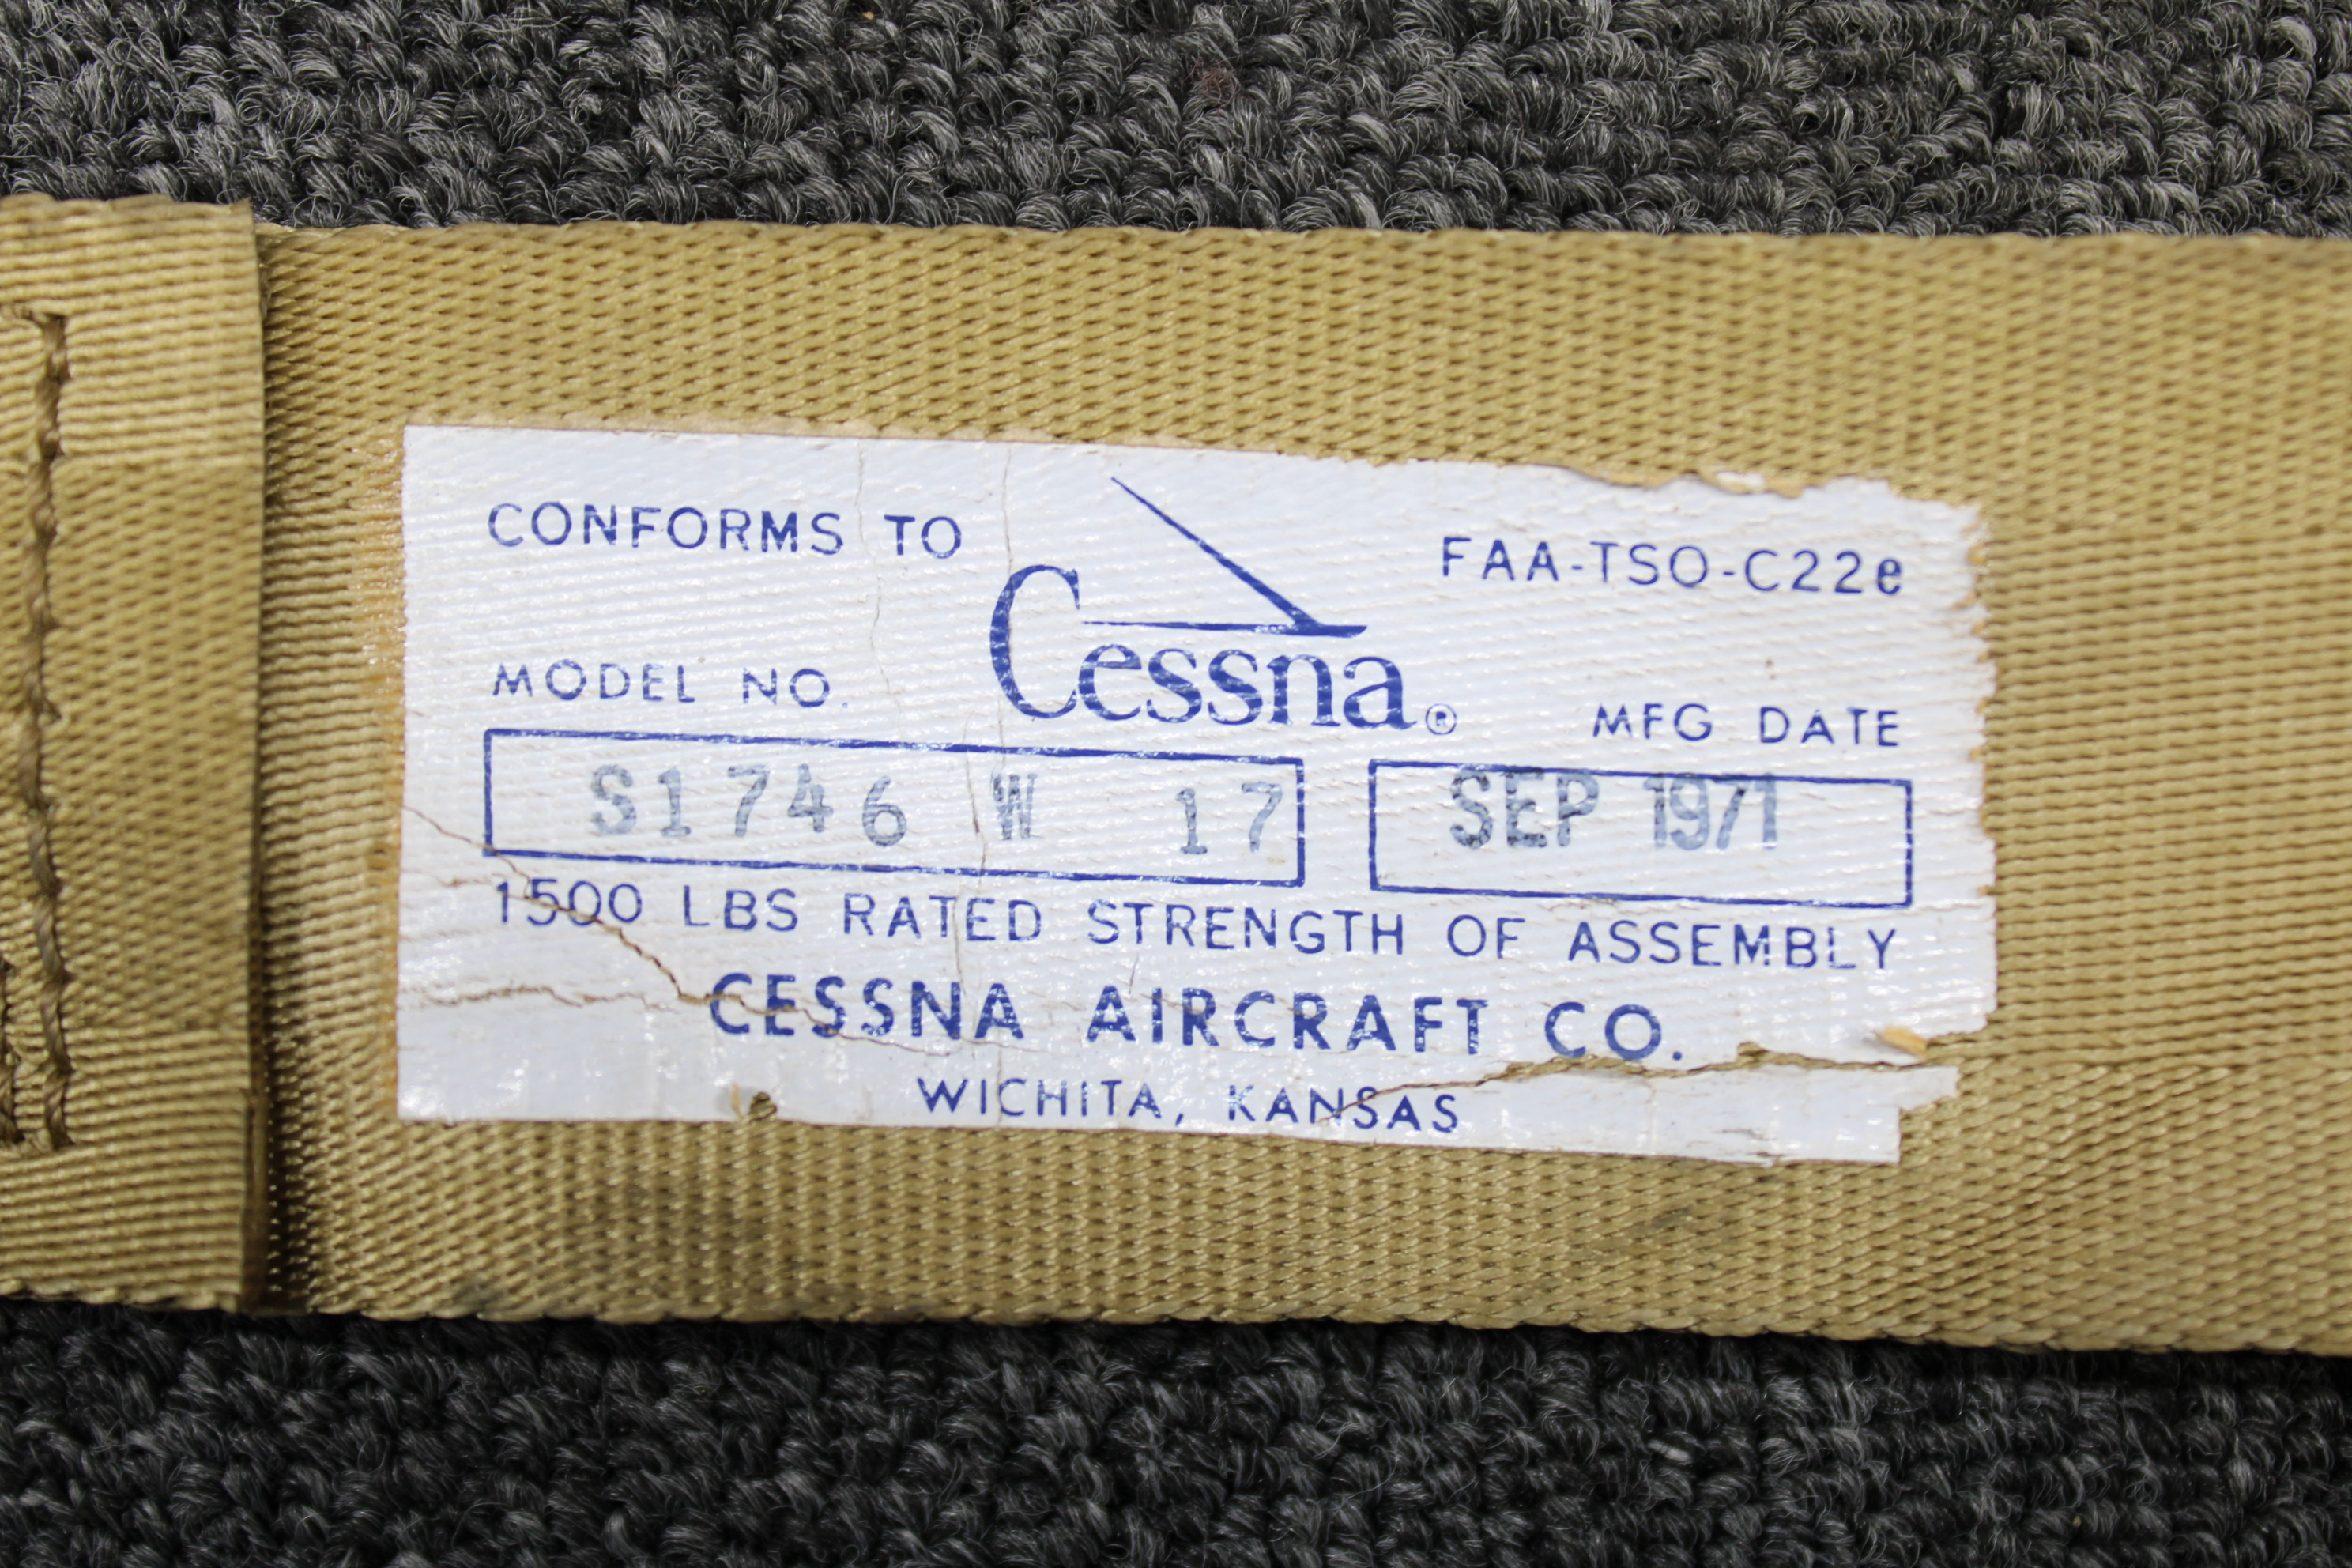 CONFORMS TO
FAA-TSO-C22e
Cessna®
MODEL NO.
MFG DATE
S1746 W 17
SEP 1971
1500 LBS RATED STRENGTH OF ASSEMBLY
CESSNA AIRCRAFT CO.
WICHITA, KANSAS